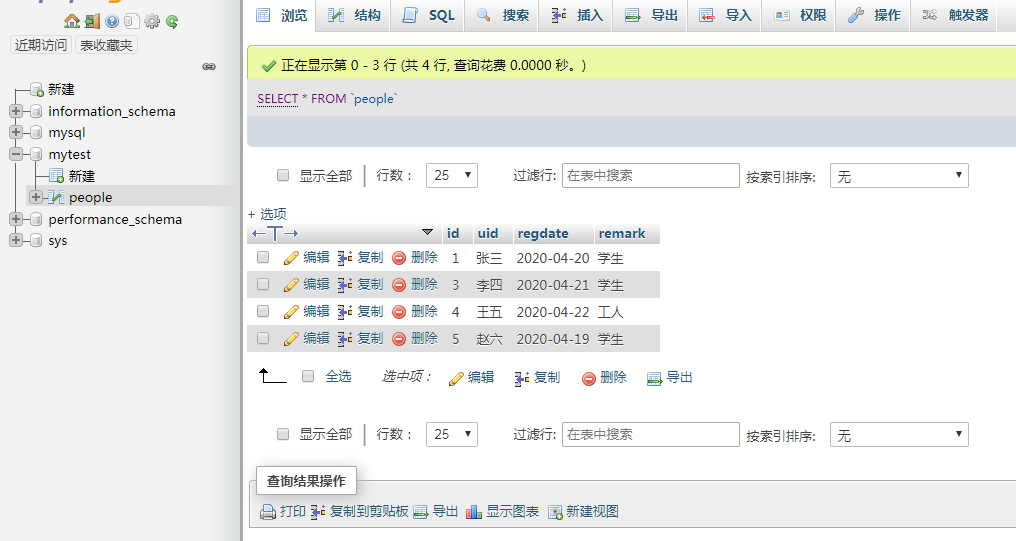 近期访问 表收藏夹
新建
information_schema
mysql
mytest
新建
people
performance_schema
sys
浏览 结构 SQL 搜索 插入 导出 导入 权限 操作 触发器
正在显示第 0 - 3 行 (共 4 行, 查询花费 0.0000 秒。)
SELECT * FROM `people`
显示全部 行数： 25 过滤行: 在表中搜索 按索引排序: 无
+ 选项
←T→ id uid regdate remark
编辑 复制 删除 1 张三 2020-04-20 学生
编辑 复制 删除 3 李四 2020-04-21 学生
编辑 复制 删除 4 王五 2020-04-22 工人
编辑 复制 删除 5 赵六 2020-04-19 学生
全选 选中项： 编辑 复制 删除 导出
显示全部 行数： 25 过滤行: 在表中搜索 按索引排序: 无
查询结果操作
打印 复制到剪贴板 导出 显示图表 新建视图